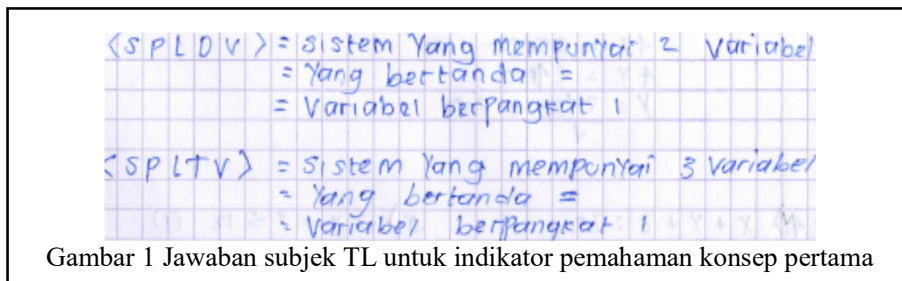 <SPLDV> = Sistem Yang mempunyai 2 Variabel
= Yang bertanda =
= Variabel berpangkat 1
<SPLTV> = Sistem Yang mempunyai 3 Variabel
= Yang bertanda =
= Variabel berpangkat 1
Gambar 1 Jawaban subjek TL untuk indikator pemahaman konsep pertama